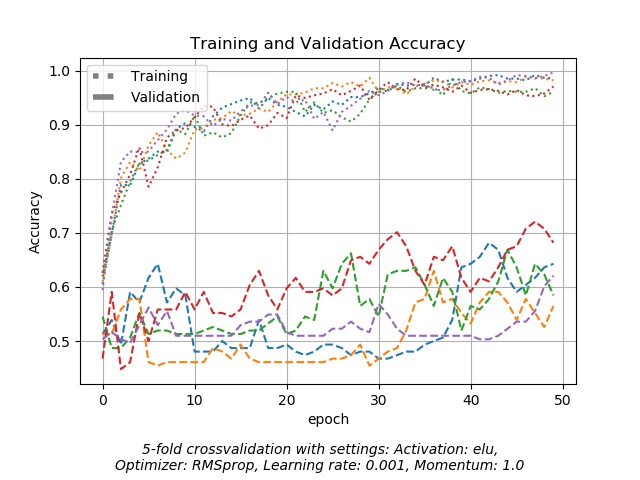 Training and Validation Accuracy
Training
Validation
Accuracy
1.0
0.9
0.8
0.7
0.6
0.5
0
10
20
30
40
50
epoch
5-fold crossvalidation with settings: Activation: elu,
Optimizer: RMSprop, Learning rate: 0.001, Momentum: 1.0